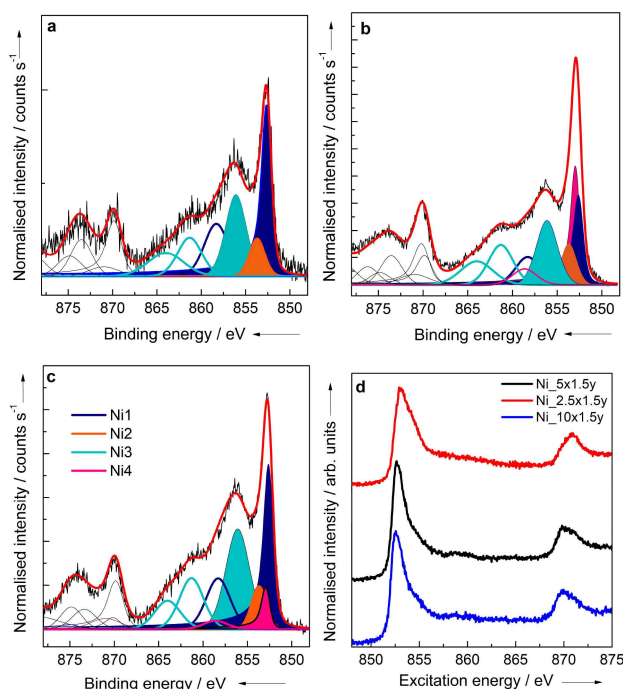 a
Normalised intensity / counts s⁻¹
875 870 865 860 855 850
Binding energy / eV
b
Normalised intensity / counts s⁻¹
875 870 865 860 855 850
Binding energy / eV
c
Normalised intensity / counts s⁻¹
Ni1
Ni2
Ni3
Ni4
875 870 865 860 855 850
Binding energy / eV
d
Normalised intensity / arb. units
Ni_5x1.5y
Ni_2.5x1.5y
Ni_10x1.5y
850 855 860 865 870 875
Excitation energy / eV